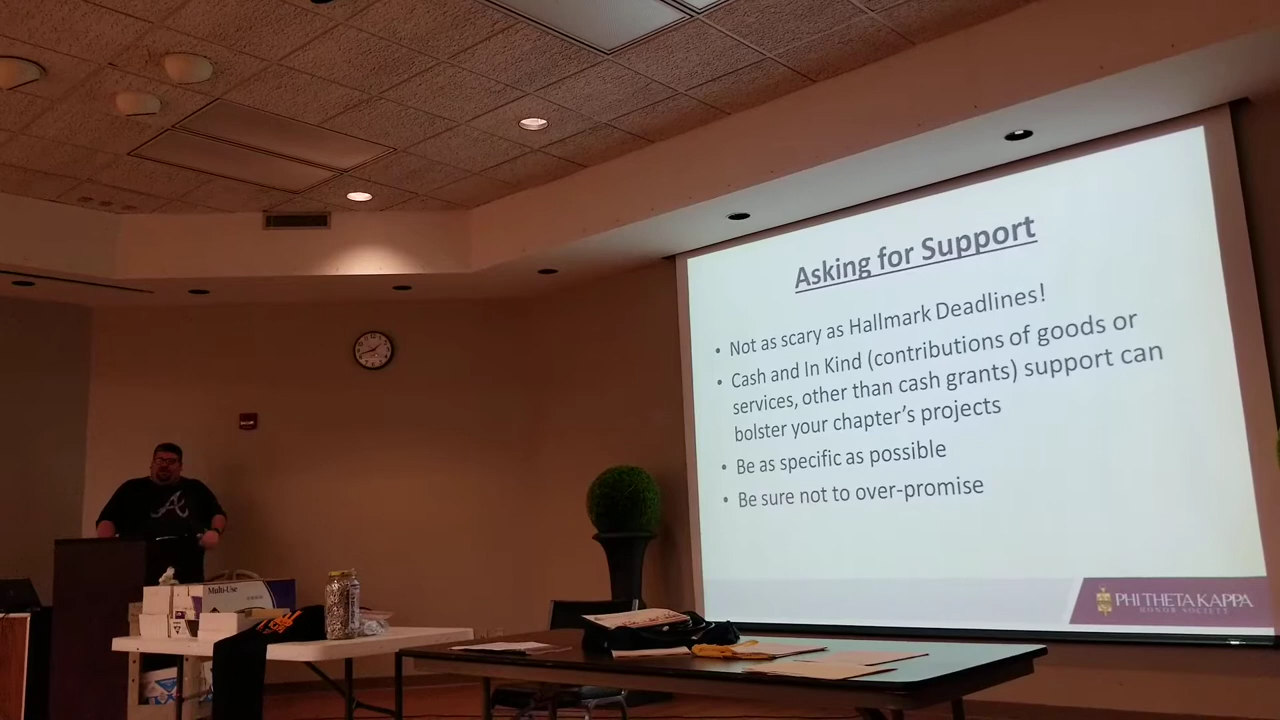 Asking for Support
• Not as scary as Hallmark Deadlines!
• Cash and In Kind (contributions of goods or
services, other than cash grants) support can
bolster your chapter's projects
• Be as specific as possible
• Be sure not to over-promise
PHI THETA KAPPA
HONOR SOCIETY
A
Multi-Use